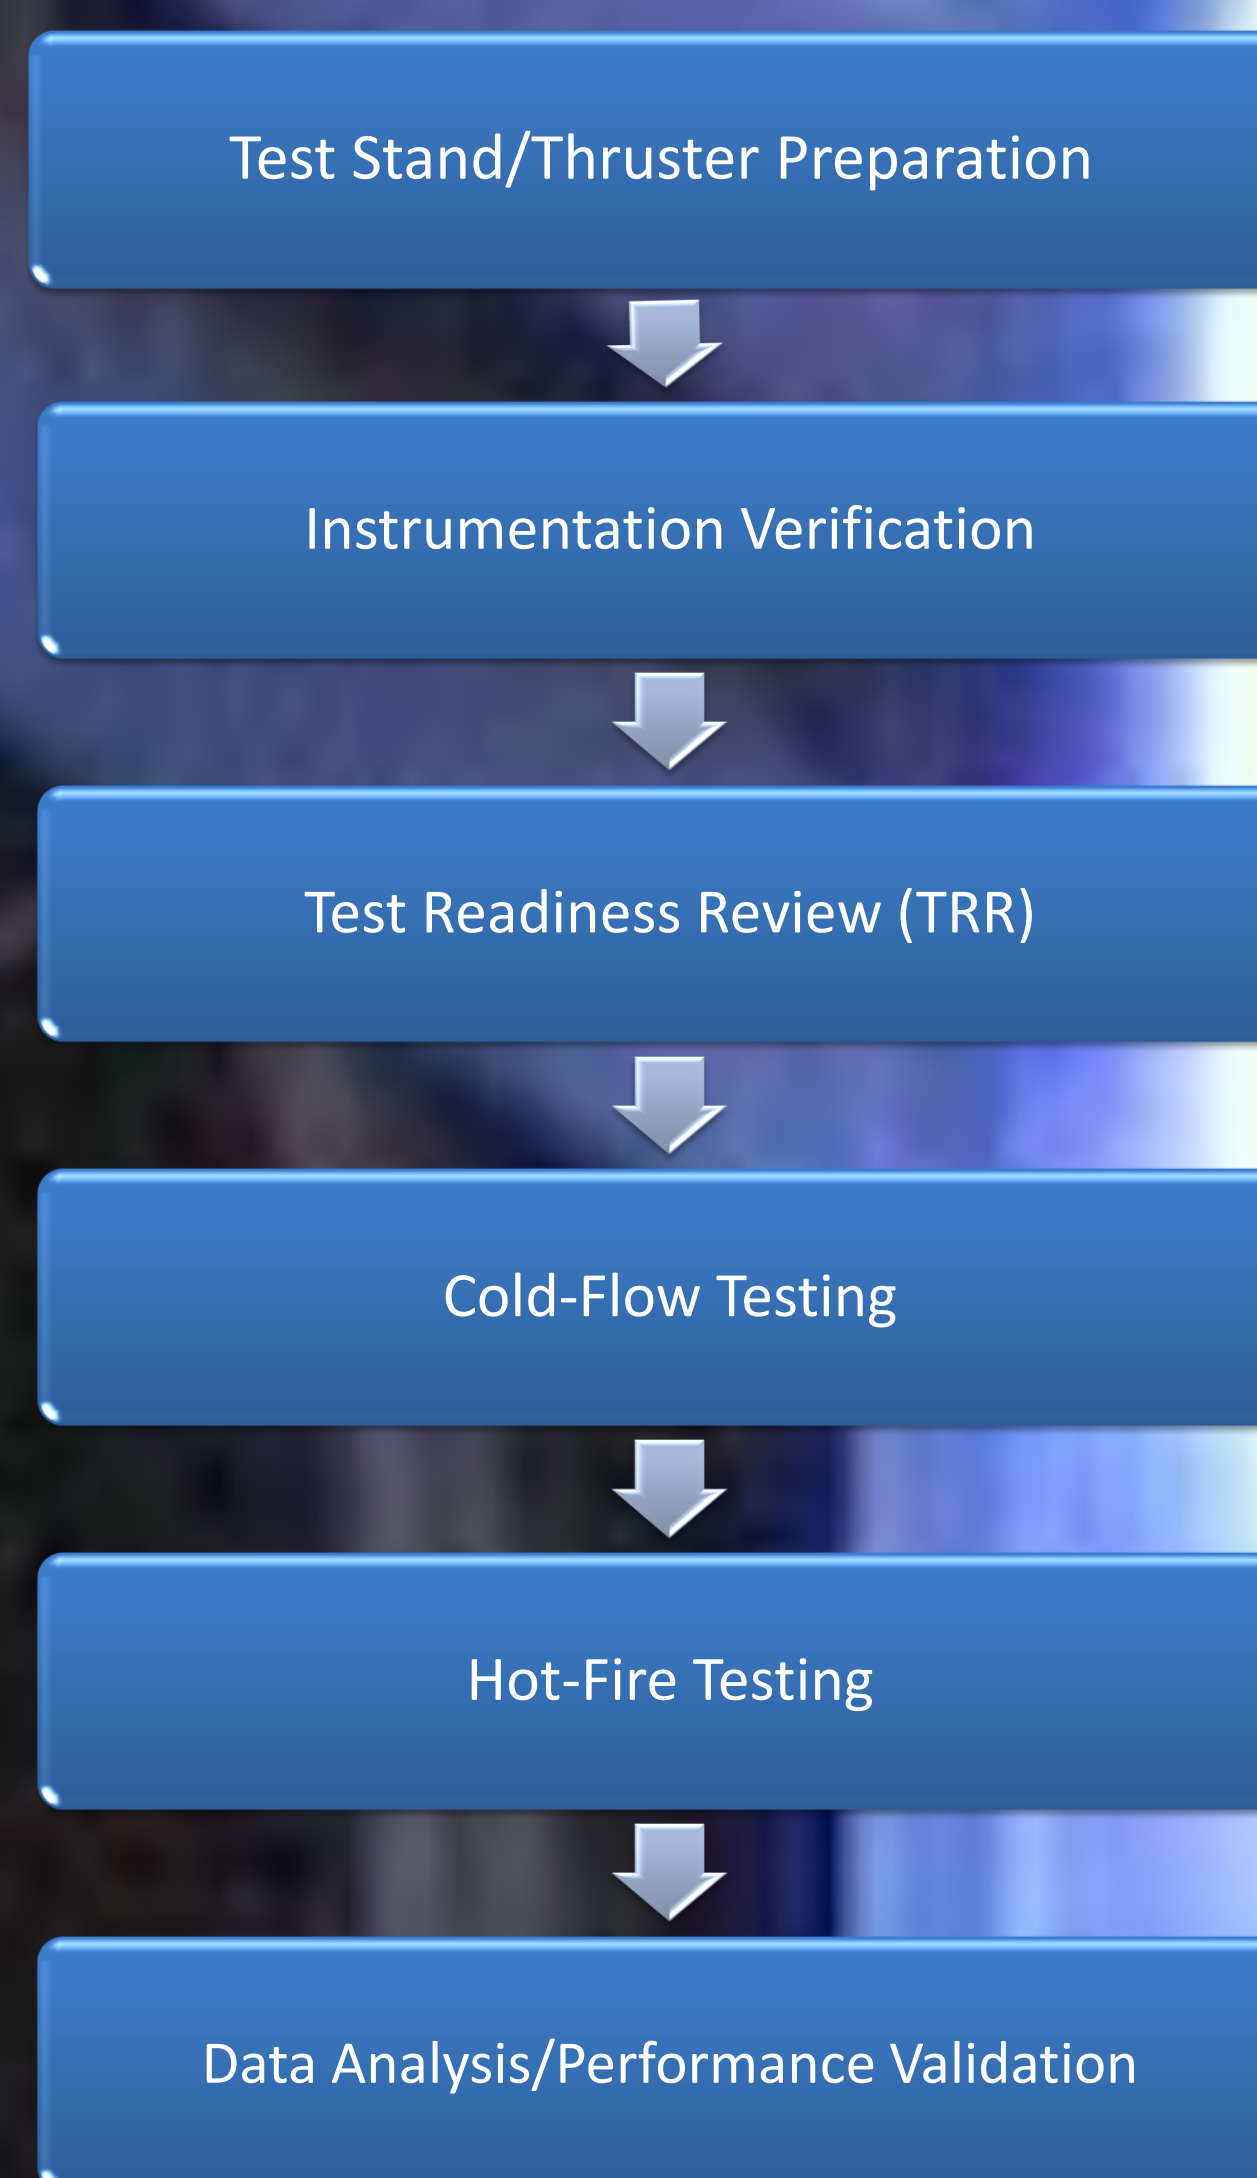 Test Stand/Thruster Preparation
Instrumentation Verification
Test Readiness Review (TRR)
Cold-Flow Testing
Hot-Fire Testing
Data Analysis/Performance Validation